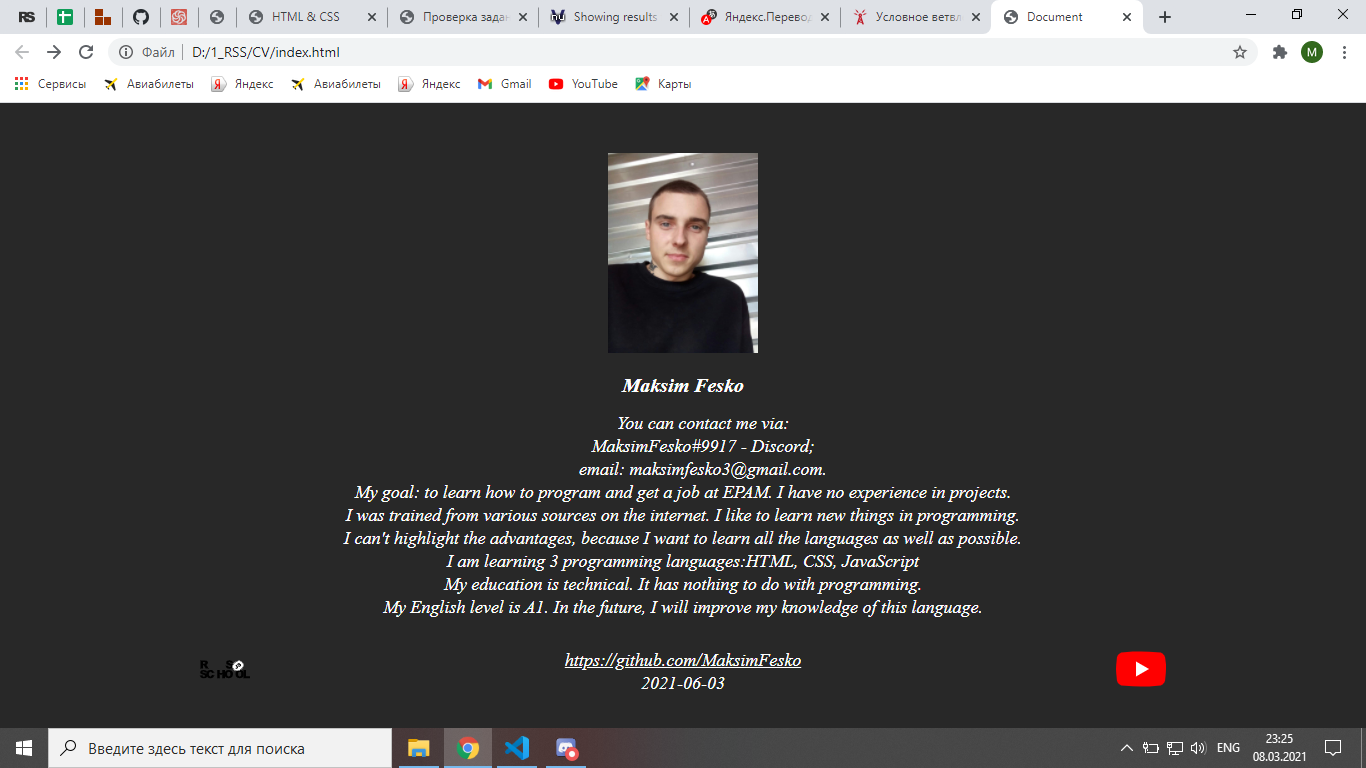 RS
HTML & CSS
Проверка задан
Showing results
Яндекс.Перевод
Условное ветвл
Document
Файл
D:/1_RSS/CV/index.html
M
Сервисы
Авиабилеты
Яндекс
Авиабилеты
Яндекс
Gmail
YouTube
Карты
Maksim Fesko
You can contact me via:
MaksimFesko#9917 - Discord;
email: maksimfesko3@gmail.com.
My goal: to learn how to program and get a job at EPAM. I have no experience in projects.
I was trained from various sources on the internet. I like to learn new things in programming.
I can't highlight the advantages, because I want to learn all the languages as well as possible.
I am learning 3 programming languages:HTML, CSS, JavaScript
My education is technical. It has nothing to do with programming.
My English level is A1. In the future, I will improve my knowledge of this language.
R S
SCHOOL
https://github.com/MaksimFesko
2021-06-03
Введите здесь текст для поиска
ENG
23:25
08.03.2021